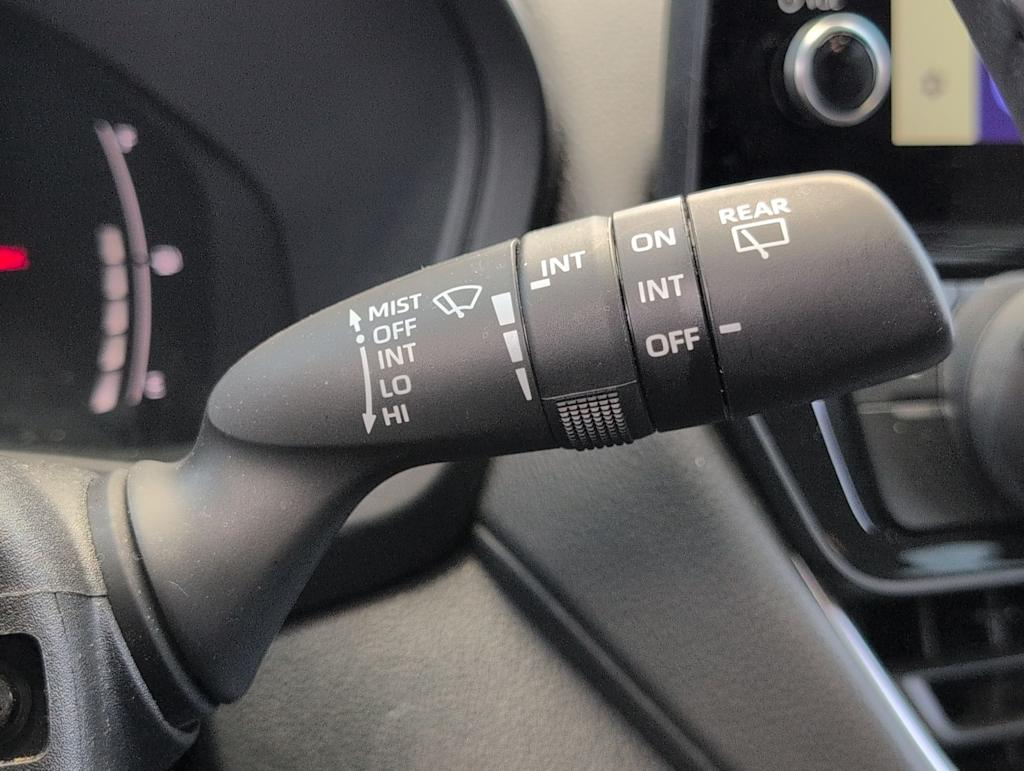 MIST
OFF
INT
LO
HI
INT
ON
INT
OFF
REAR